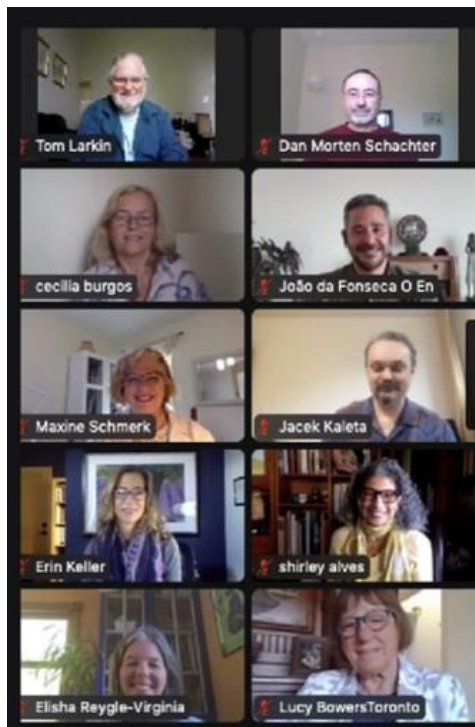 Tom Larkin
Dan Morten Schachter
cecilia burgos
João da Fonseca O En
Maxine Schmerk
Jacek Kaleta
Erin Keller
shirley alves
Elisha Reygle-Virginia
Lucy BowersToronto